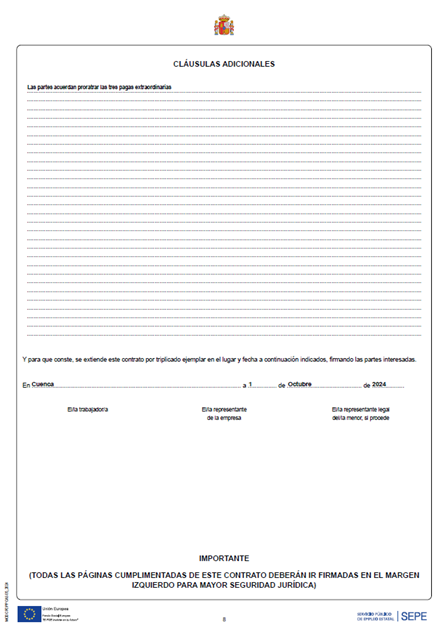 CLÁUSULAS ADICIONALES
Las partes acuerdan proratrar las tres pagas extraordinarias
Y para que conste, se extiende este contrato por triplicado ejemplar en el lugar y fecha a continuación indicados, firmando las partes interesadas.
En Cuenca a 1 de Octubre de 2024
El/la trabajador/a El/la representante El/la representante legal
de la empresa del/la menor, si procede
IMPORTANTE
(TODAS LAS PÁGINAS CUMPLIMENTADAS DE ESTE CONTRATO DEBERÁN IR FIRMADAS EN EL MARGEN
IZQUIERDO PARA MAYOR SEGURIDAD JURÍDICA)
Unión Europea
Fondo Social Europeo
8
SERVICIO PÚBLICO
DE EMPLEO ESTATAL
SEPE